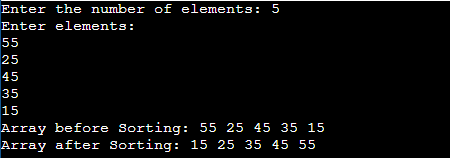 Enter the number of elements: 5
Enter elements:
55
25
45
35
15
Array before Sorting: 55 25 45 35 15
Array after Sorting: 15 25 35 45 55